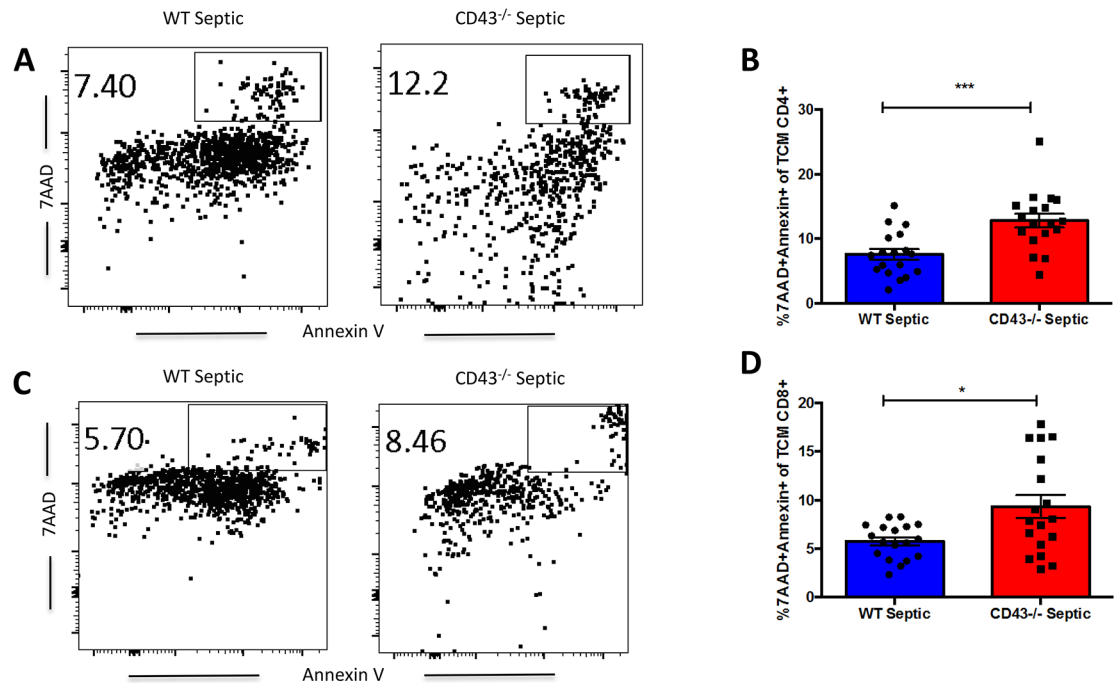 WT Septic
CD43-/- Septic
A
7.40
12.2
7AAD
Annexin V
B
***
%7AAD+Annexin+ of TCM CD4+
30
20
10
0
WT Septic
CD43-/- Septic
C
WT Septic
CD43-/- Septic
5.70
8.46
7AAD
Annexin V
D
*
%7AAD+Annexin+ of TCM CD8+
20
15
10
5
0
WT Septic
CD43-/- Septic